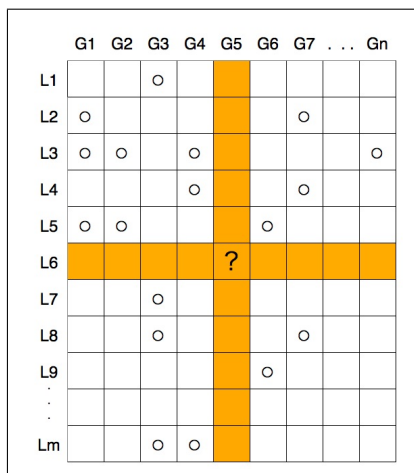 G1 G2 G3 G4 G5 G6 G7 . . . Gn
L1
L2
L3
L4
L5
L6 ?
L7
L8
L9
.
.
.
Lm